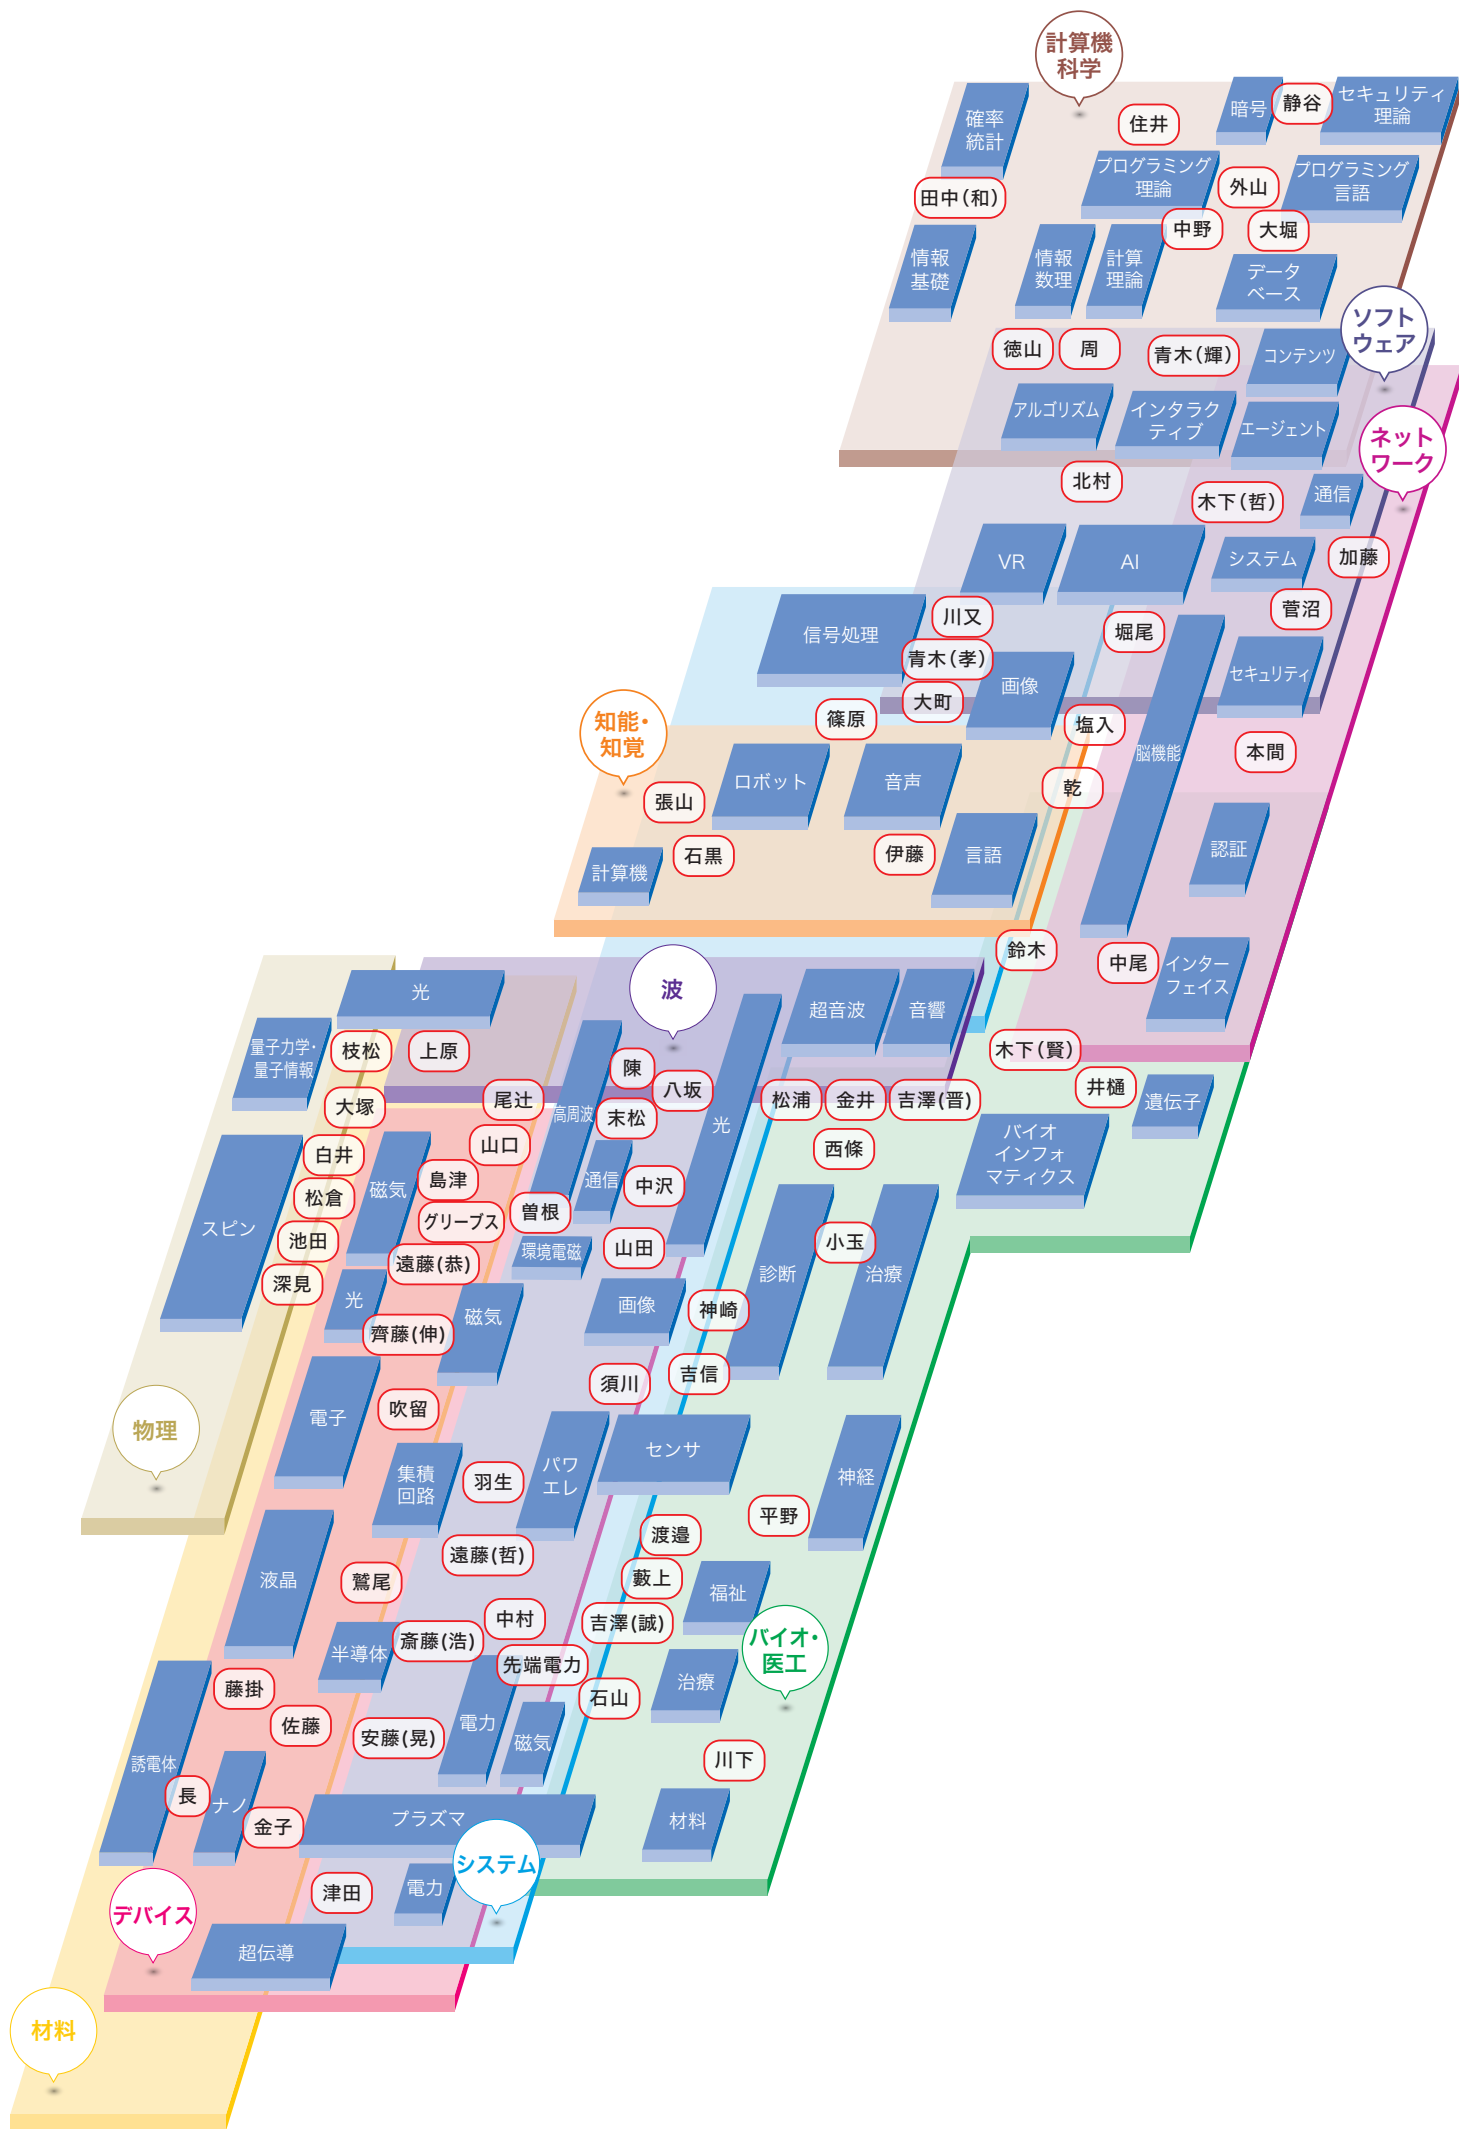 計算機
科学
確率
統計
住井
暗号
静谷
セキュリティ
理論
田中(和)
プログラミング
理論
外山
プログラミング
言語
中野
大堀
情報
基礎
情報
数理
計算
理論
データ
ベース
ソフト
ウェア
徳山
周
青木(輝)
コンテンツ
アルゴリズム
インタラク
ティブ
エージェント
ネット
ワーク
北村
木下(哲)
通信
VR
AI
システム
加藤
菅沼
信号処理
川又
堀尾
青木(孝)
画像
セキュリティ
大町
篠原
塩入
知能・
知覚
本間
脳機能
ロボット
音声
乾
張山
石黒
伊藤
言語
認証
計算機
鈴木
中尾
インター
フェイス
波
光
超音波
音響
量子力学・
量子情報
枝松
上原
木下(賢)
陳
八坂
井樋
遺伝子
大塚
尾辻
高周波
末松
光
松浦
金井
吉澤(晋)
山口
西條
バイオ
インフォ
マティクス
白井
磁気
島津
通信
中沢
スピン
松倉
グリーブス
曽根
池田
遠藤(恭)
環境電磁
山田
小玉
診断
治療
深見
光
磁気
画像
神崎
齊藤(伸)
吉信
須川
物理
電子
吹留
センサ
集積
回路
羽生
パワ
エレ
神経
平野
渡邉
遠藤(哲)
液晶
鷲尾
藪上
福祉
中村
吉澤(誠)
バイオ・
医工
半導体
斎藤(浩)
先端電力
藤掛
石山
治療
佐藤
安藤(晃)
電力
磁気
誘電体
川下
長
ナノ
金子
プラズマ
材料
システム
津田
電力
デバイス
超伝導
材料